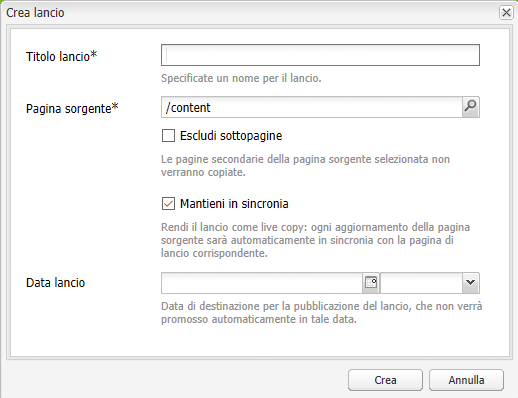 Crea lancio
Titolo lancio*
Specificate un nome per il lancio.
Pagina sorgente*
/content
Escludi sottopagine
Le pagine secondarie della pagina sorgente selezionata non
verranno copiate.
Mantieni in sincronia
Rendi il lancio come live copy: ogni aggiornamento della pagina
sorgente sarà automaticamente in sincronia con la pagina di
lancio corrispondente.
Data lancio
Data di destinazione per la pubblicazione del lancio, che non verrà
promosso automaticamente in tale data.
Crea
Annulla